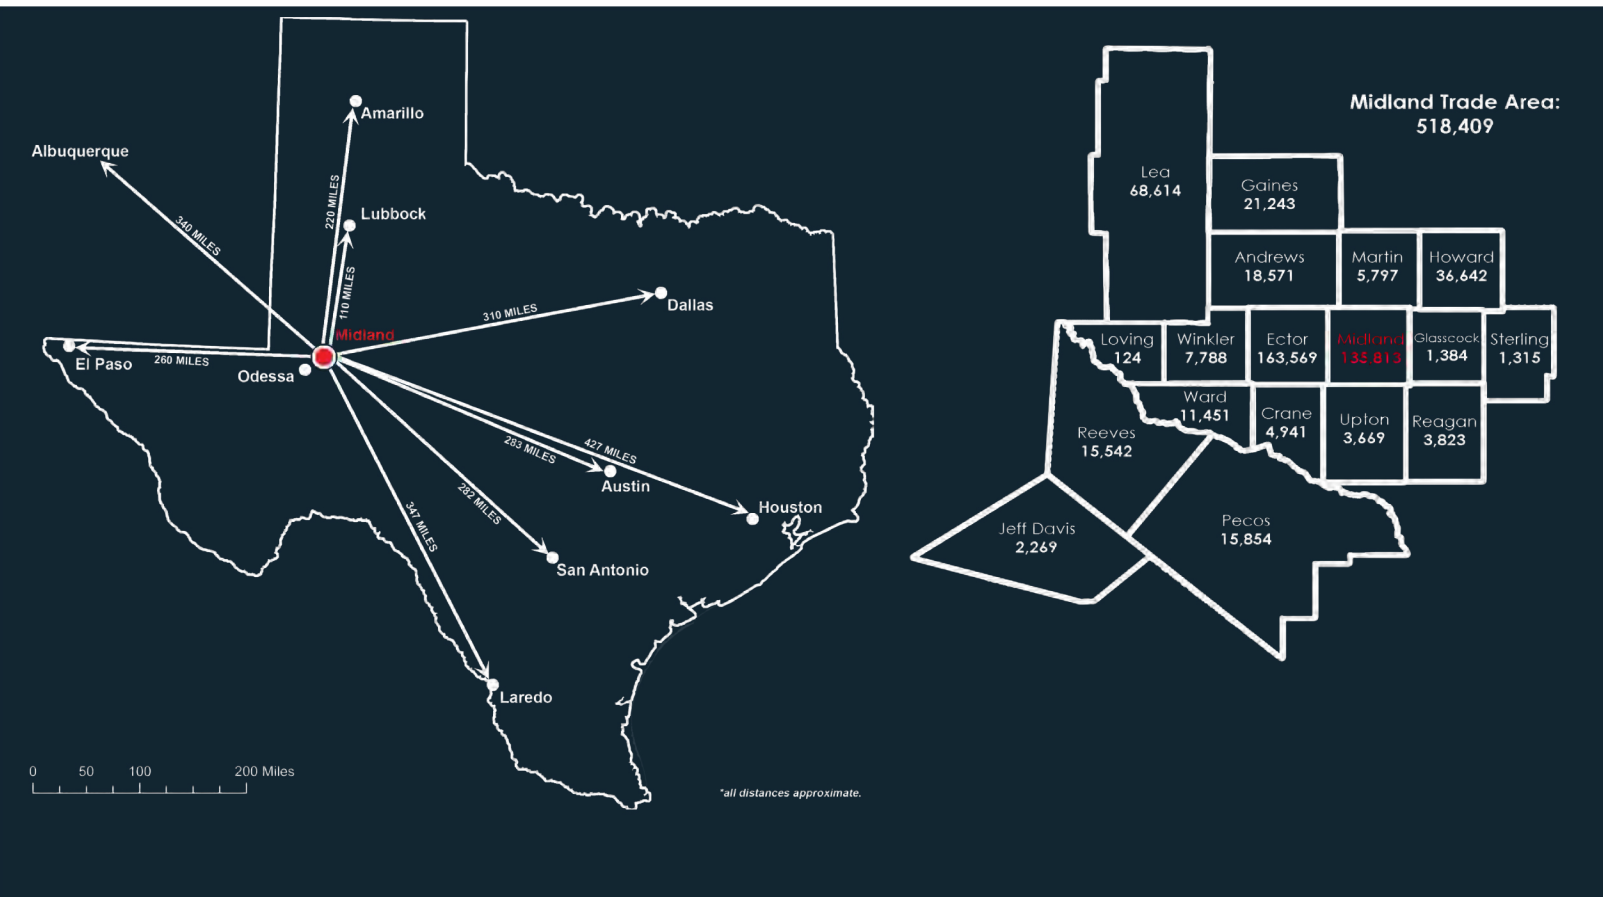 Amarillo
Albuquerque
340 MILES
220 MILES
Lubbock
110 MILES
Midland
310 MILES
Dallas
El Paso
260 MILES
Odessa
283 MILES
427 MILES
Austin
282 MILES
347 MILES
Houston
San Antonio
Laredo
0 50 100 200 Miles
*all distances approximate.
Midland Trade Area:
518,409
Lea
68,614
Gaines
21,243
Andrews
18,571
Martin
5,797
Howard
36,642
Loving
124
Winkler
7,788
Ector
163,569
Midland
135,813
Glasscock
1,384
Sterling
1,315
Ward
11,451
Crane
4,941
Upton
3,669
Reagan
3,823
Reeves
15,542
Jeff Davis
2,269
Pecos
15,854